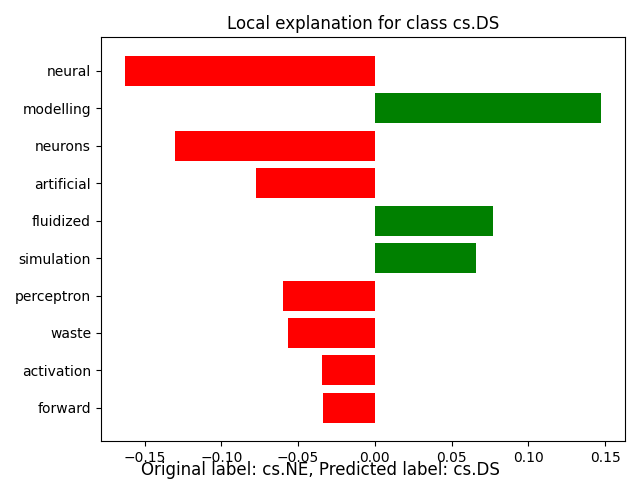 Local explanation for class cs.DS
neural
modelling
neurons
artificial
fluidized
simulation
perceptron
waste
activation
forward
−0.15 −0.10 −0.05 0.00 0.05 0.10 0.15
Original label: cs.NE, Predicted label: cs.DS